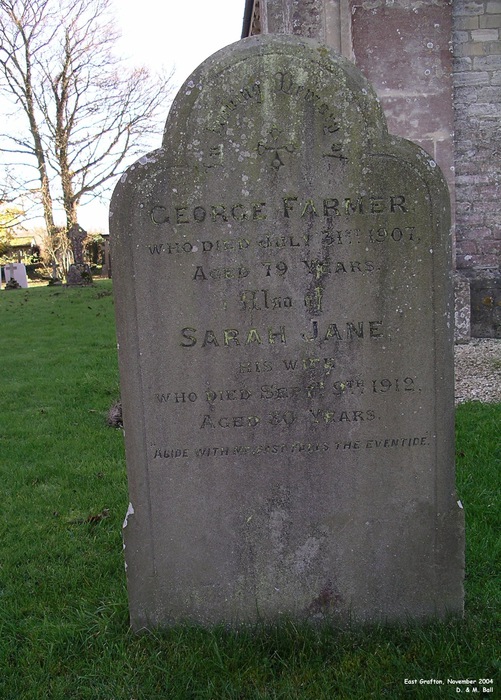 In Loving Memory of
GEORGE FARMER
WHO DIED JULY 31ST 1907,
AGED 79 YEARS.
Also of
SARAH JANE
HIS WIFE
WHO DIED SEPT 9TH 1912.
AGED 80 YEARS.
"ABIDE WITH ME FAST FALLS THE EVENTIDE.
East Grafton, November 2004
D. & M. Ball